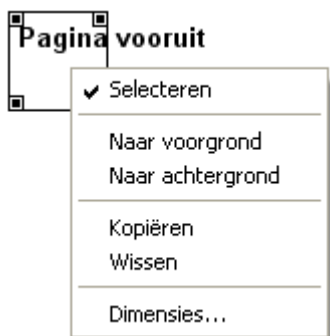 Pagina vooruit
Selecteren
Naar voorgrond
Naar achtergrond
Kopiëren
Wissen
Dimensies...